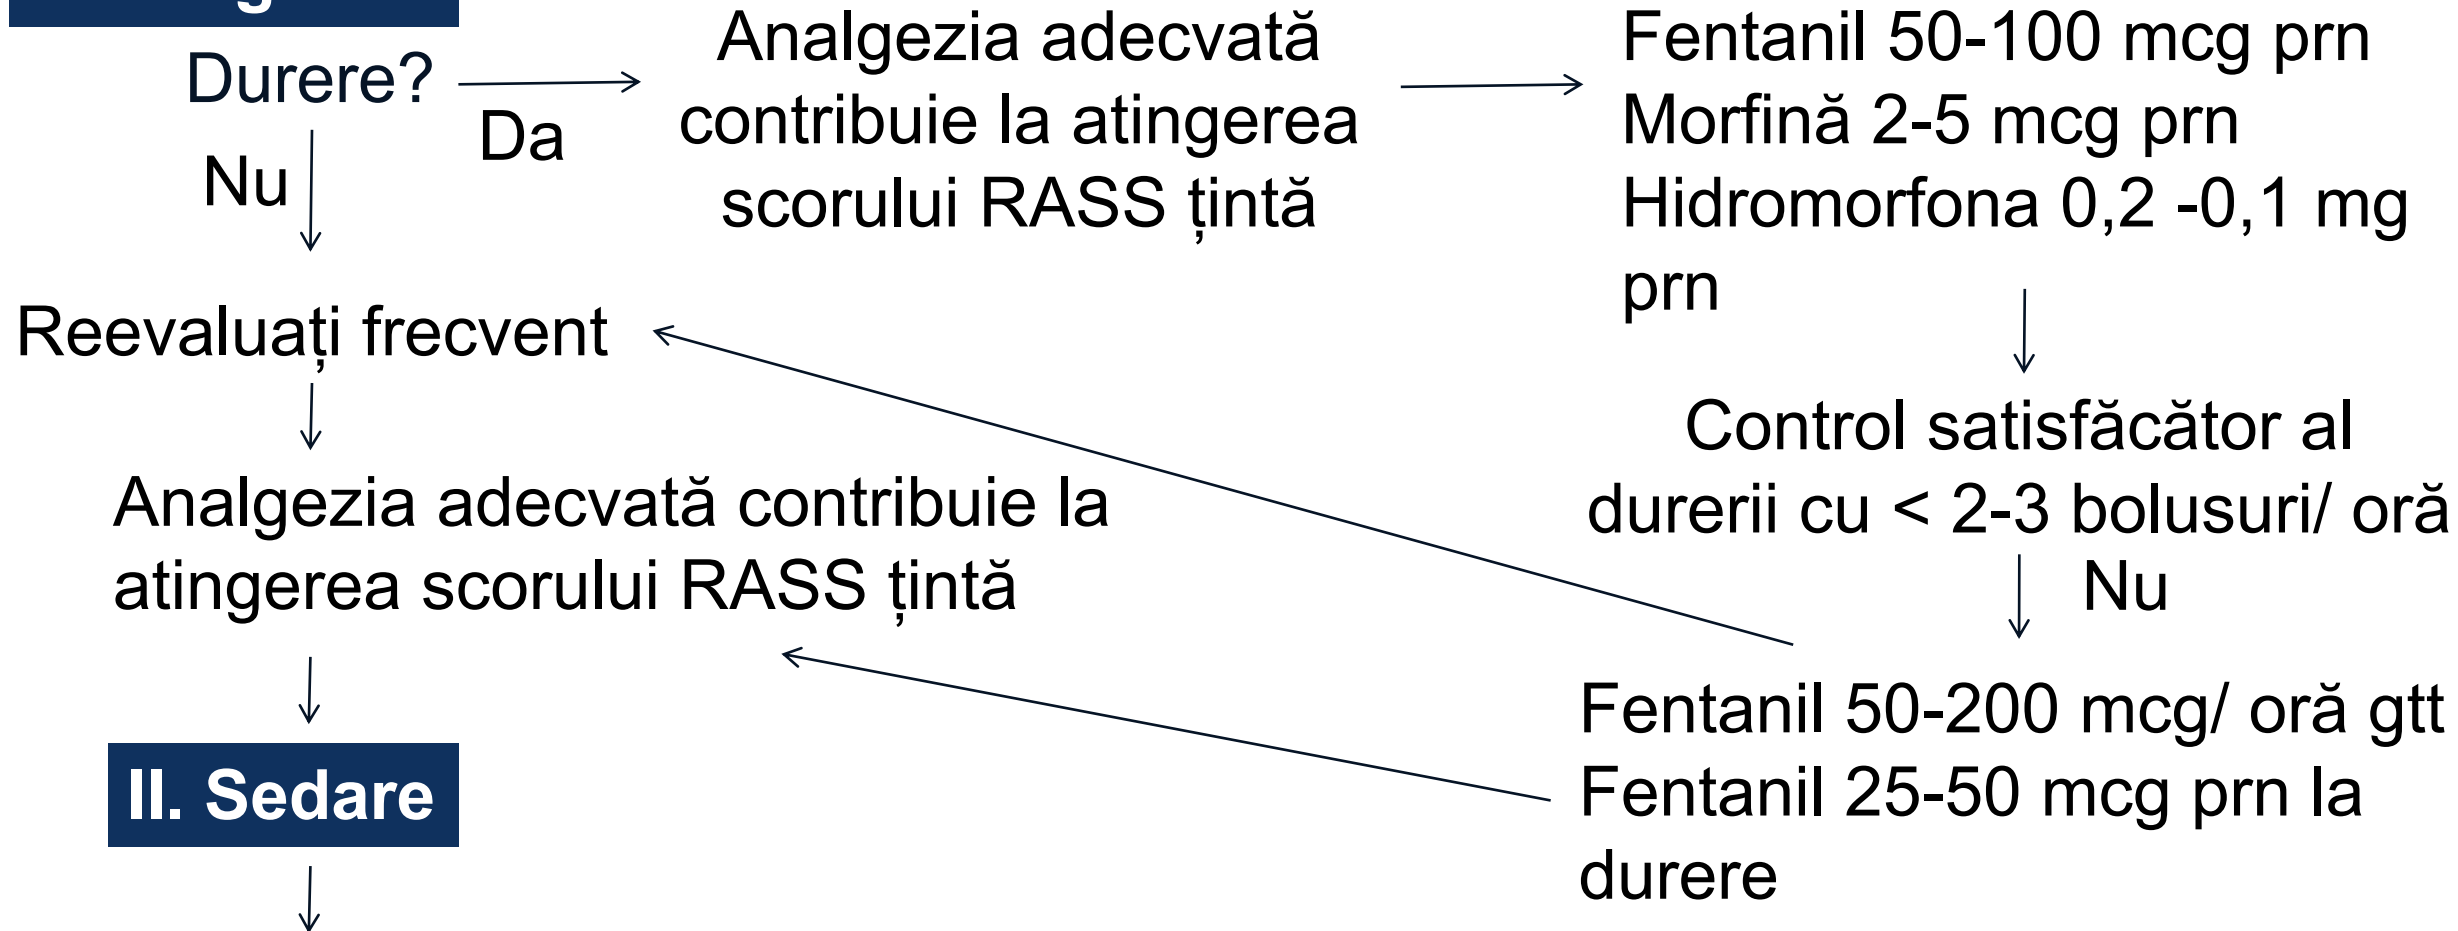 Durere?
Da
Nu
Analgezia adecvată
contribuie la atingerea
scorului RASS țintă
Fentanil 50-100 mcg prn
Morfină 2-5 mcg prn
Hidromorfona 0,2 -0,1 mg
prn
Reevaluați frecvent
Control satisfăcător al
durerii cu < 2-3 bolusuri/ oră
Nu
Analgezia adecvată contribuie la
atingerea scorului RASS țintă
Fentanil 50-200 mcg/ oră gtt
Fentanil 25-50 mcg prn la
durere
II. Sedare